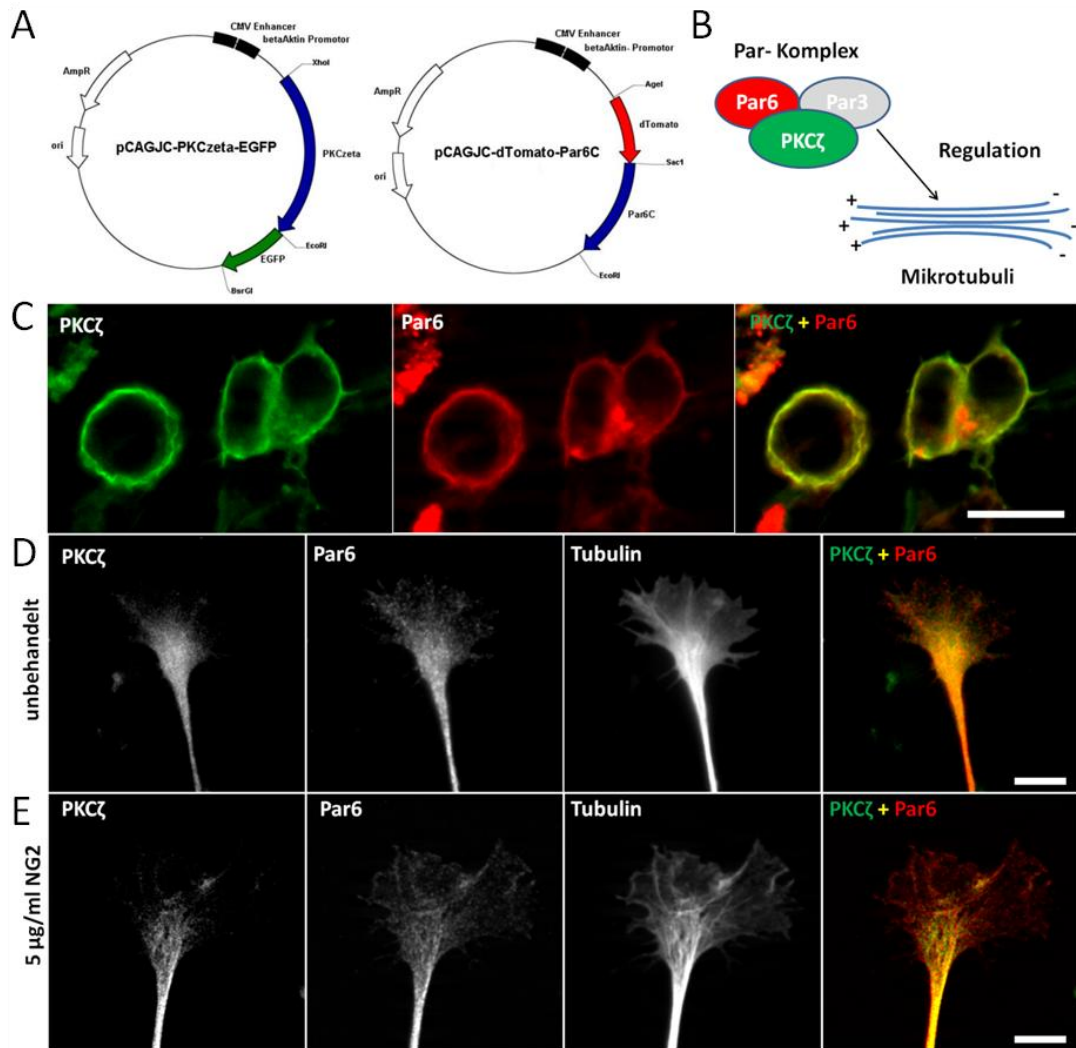 A
CMV Enhancer
betaAktin Promotor
XhoI
AmpR
ori
pCAGJC-PKCzeta-EGFP
PKCzeta
EcoRI
EGFP
BsrGI
CMV Enhancer
betaAktin- Promotor
AgeI
AmpR
dTomato
ori
pCAGJC-dTomato-Par6C
Sac1
Par6C
EcoRI
B
Par- Komplex
Par6
Par3
PKCζ
Regulation
+
+
+
-
-
-
Mikrotubuli
C
PKCζ
Par6
PKCζ + Par6
D
unbehandelt
PKCζ
Par6
Tubulin
PKCζ + Par6
E
5 µg/ml NG2
PKCζ
Par6
Tubulin
PKCζ + Par6